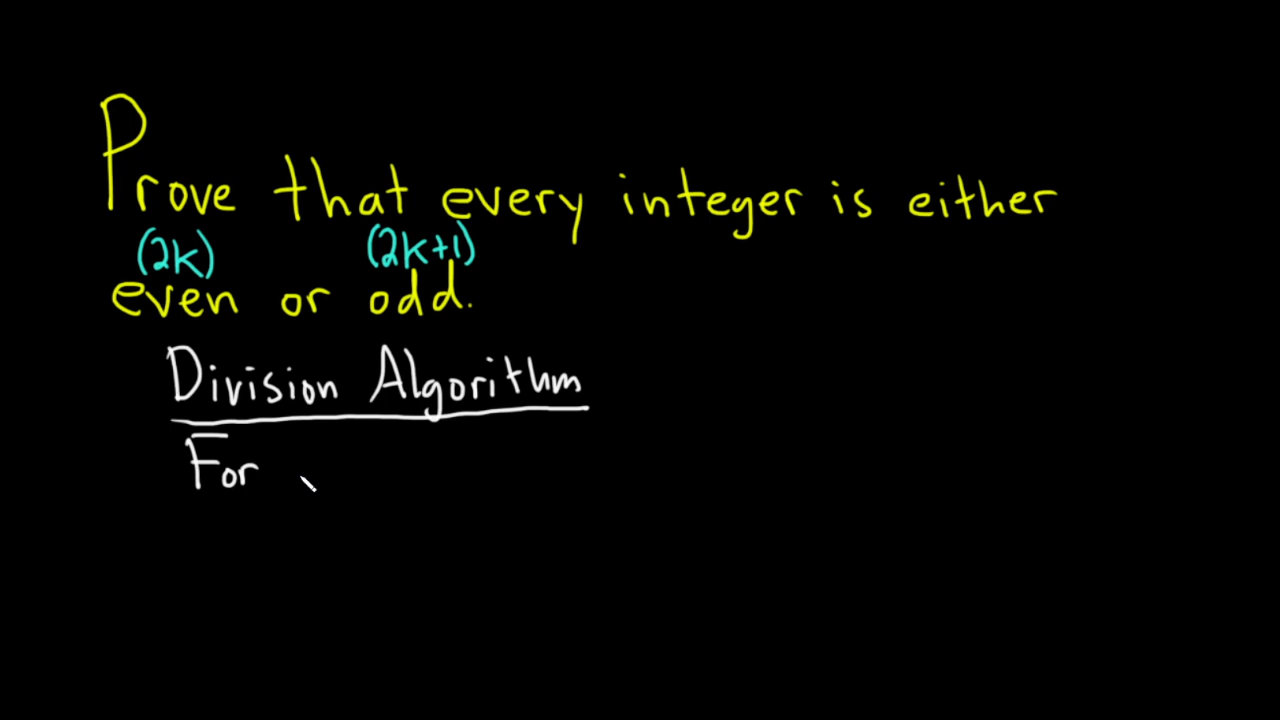 Prove that every integer is either
(2k) (2k+1)
even or odd.
Division Algorithm
For